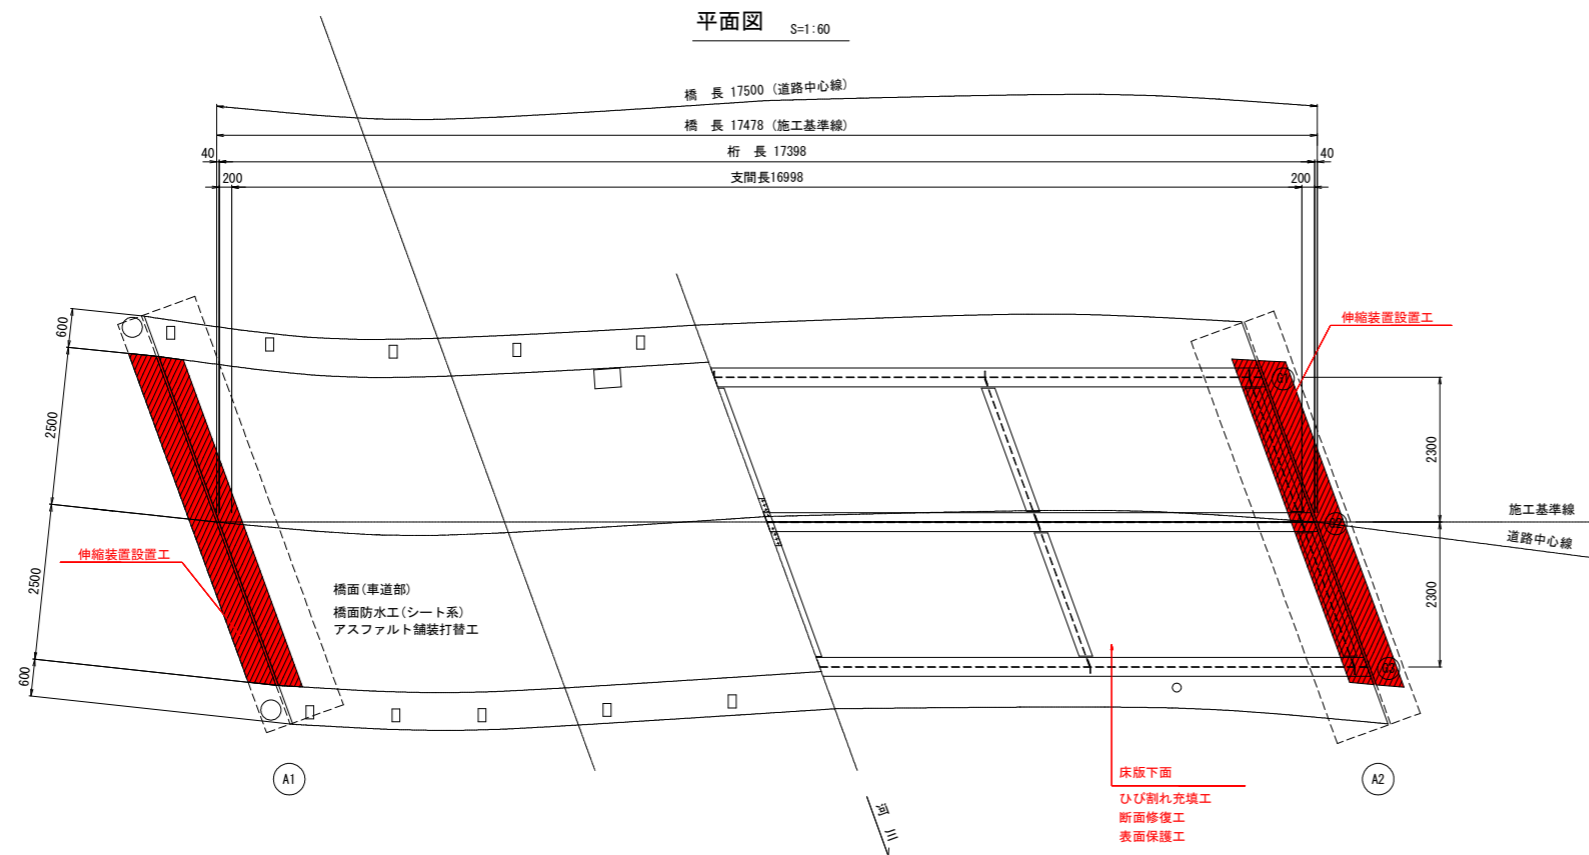 平面図 S=1:60
橋 長 17500 (道路中心線)
橋 長 17478 (施工基準線)
40 桁 長 17398 40
200 支間長16998 200
伸縮装置設置工
600
2500
2500
600
2300
2300
G1
施工基準線
道路中心線
伸縮装置設置工
橋面(車道部)
橋面防水工(シート系)
アスファルト舗装打替工
A1
A2
床版下面
ひび割れ充填工
断面修復工
表面保護工
河 川